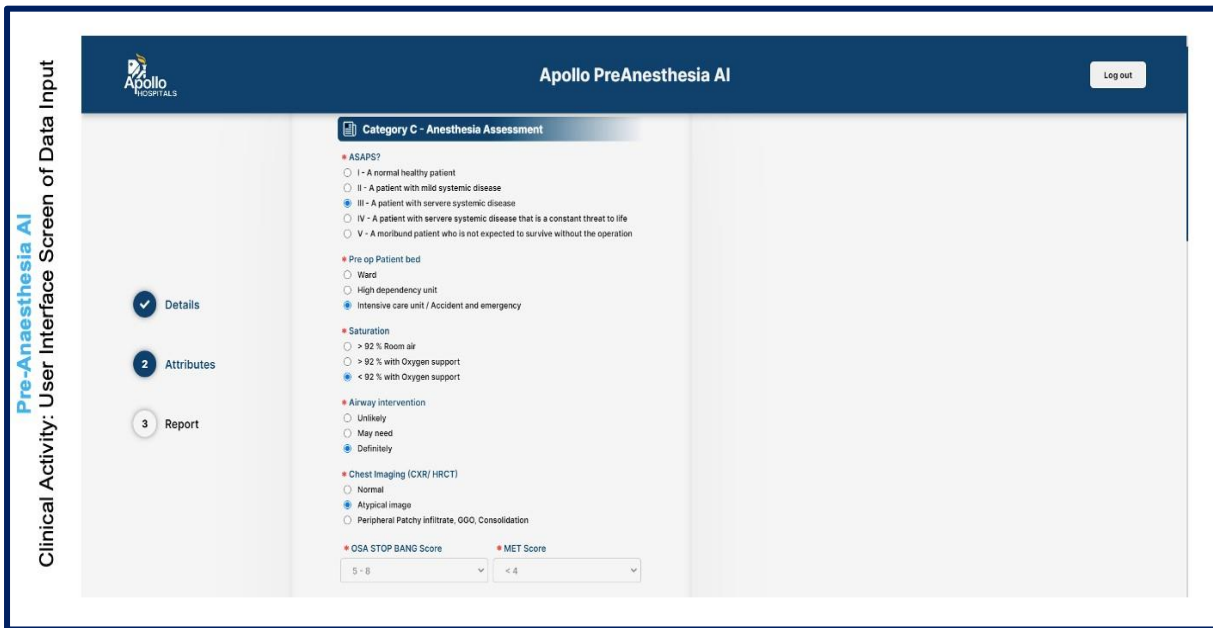 Pre-Anaesthesia AI
Clinical Activity: User Interface Screen of Data Input
Apollo
HOSPITALS
Apollo PreAnesthesia AI
Log out
Category C - Anesthesia Assessment
* ASAPS?
I - A normal healthy patient
II - A patient with mild systemic disease
III - A patient with servere systemic disease
IV - A patient with servere systemic disease that is a constant threat to life
V - A moribund patient who is not expected to survive without the operation
* Pre op Patient bed
Ward
High dependency unit
Intensive care unit / Accident and emergency
* Saturation
> 92 % Room air
> 92 % with Oxygen support
< 92 % with Oxygen support
* Airway intervention
Unlikely
May need
Definitely
* Chest Imaging (CXR/ HRCT)
Normal
Atypical image
Peripheral Patchy infiltrate, GGO, Consolidation
* OSA STOP BANG Score
5 - 8
* MET Score
< 4
Details
2 Attributes
3 Report